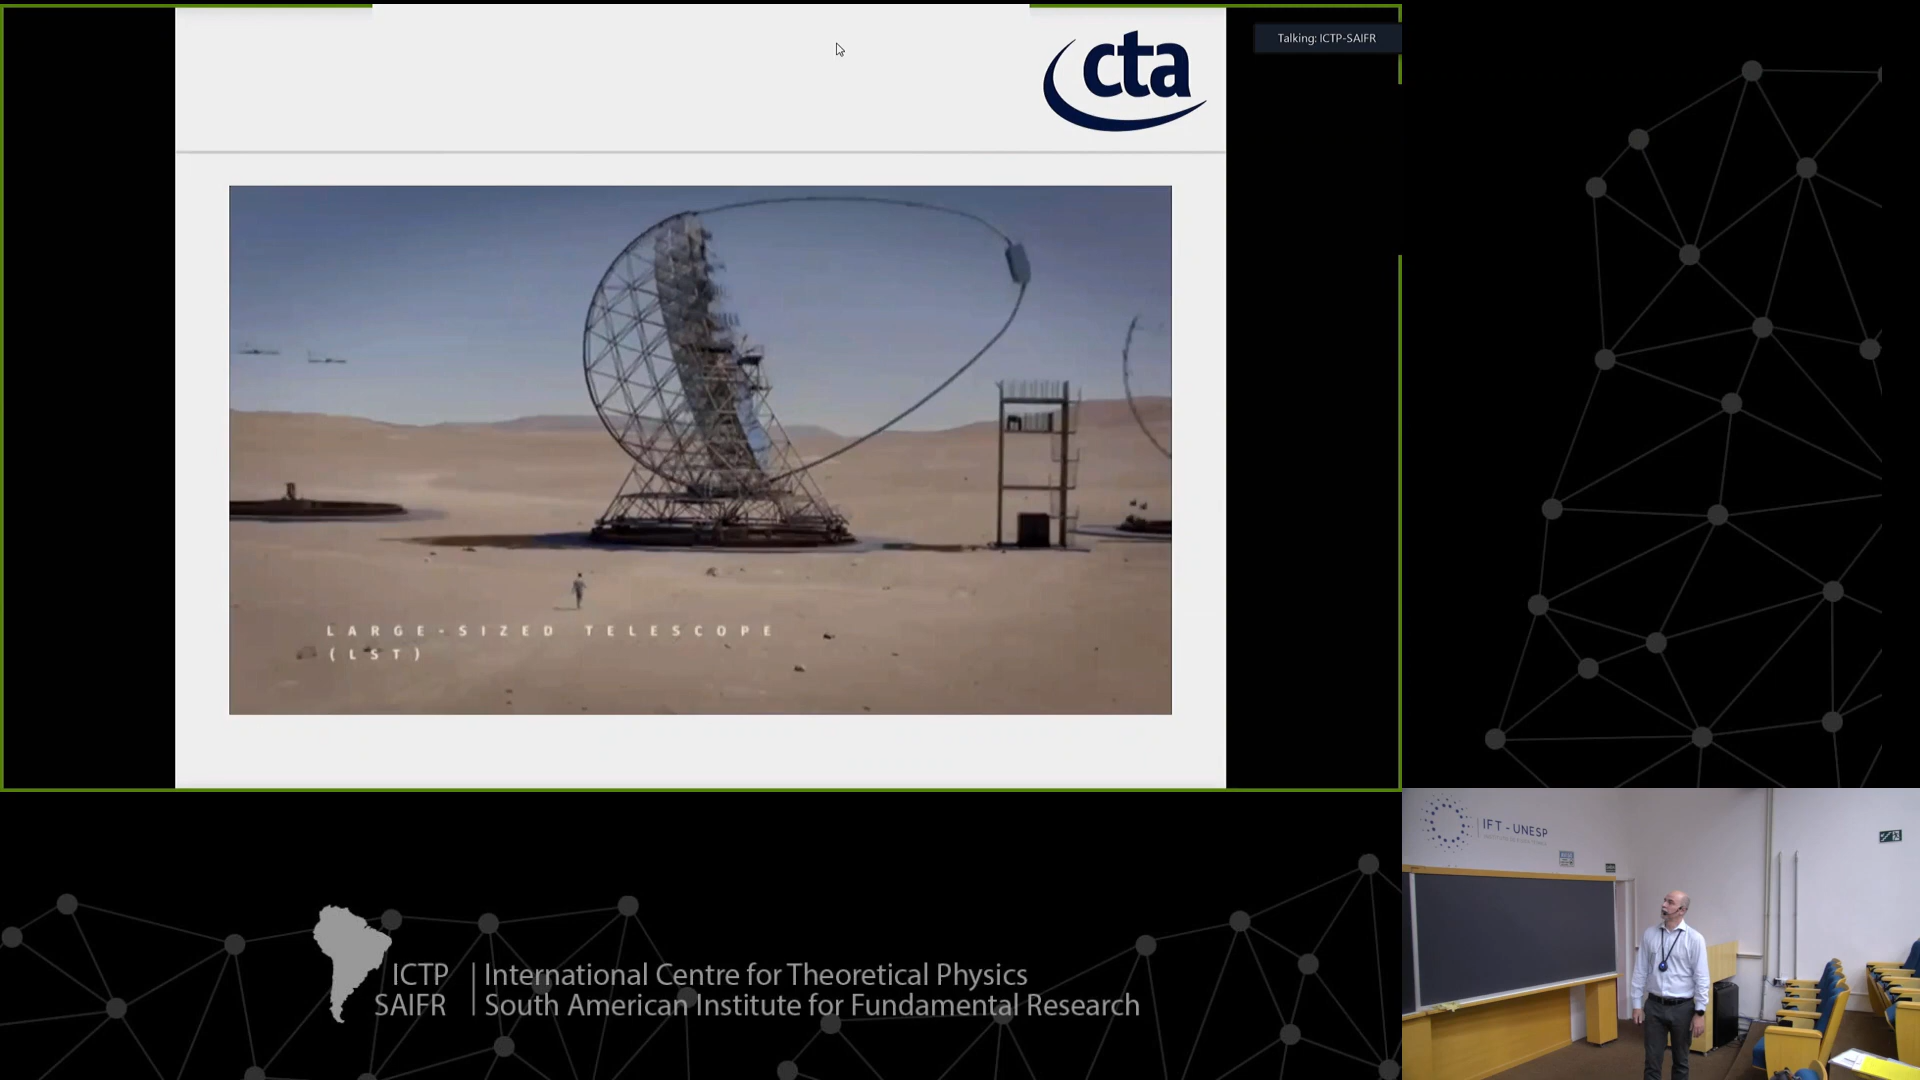 cta
Talking: ICTP-SAIFR
LARGE-SIZED TELESCOPE
(LST)
IFT - UNESP
ICTP
SAIFR
International Centre for Theoretical Physics
South American Institute for Fundamental Research